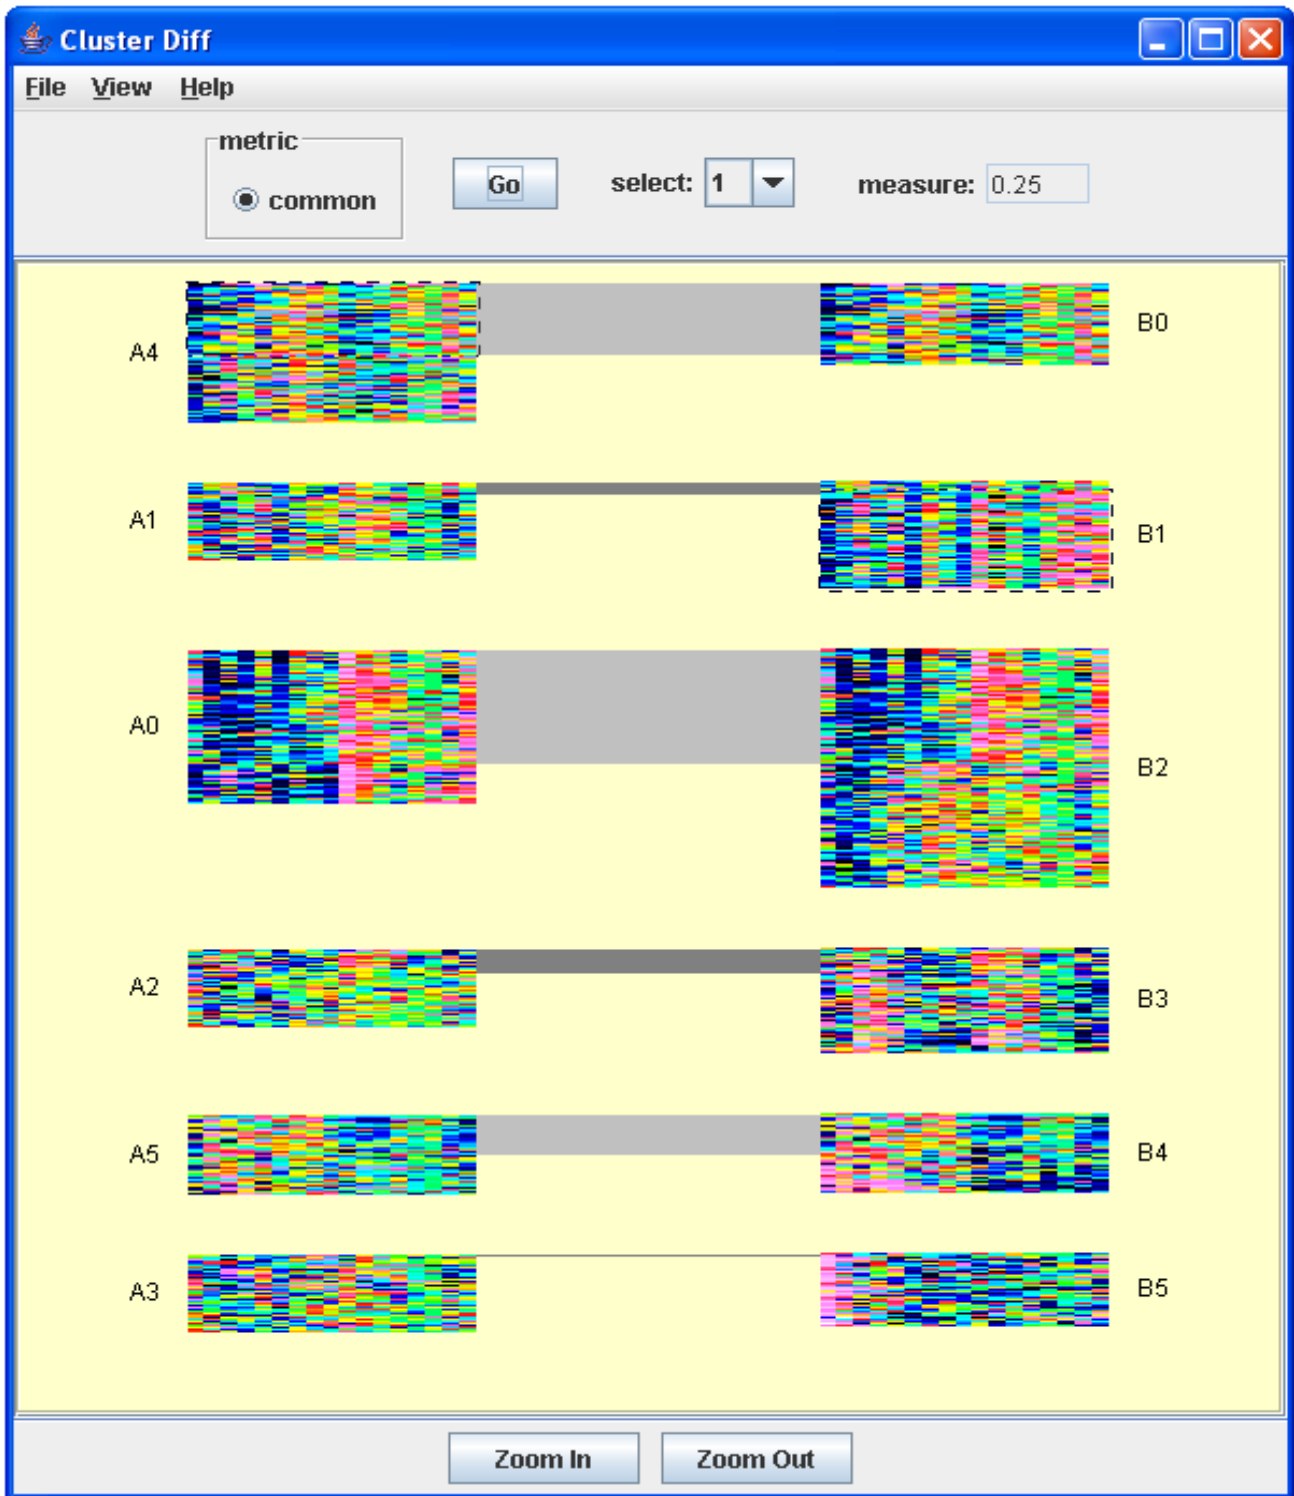 Cluster Diff
File View Help
metric
common
Go
select: 1
measure: 0.25
A4
B0
A1
B1
A0
B2
A2
B3
A5
B4
A3
B5
Zoom In
Zoom Out